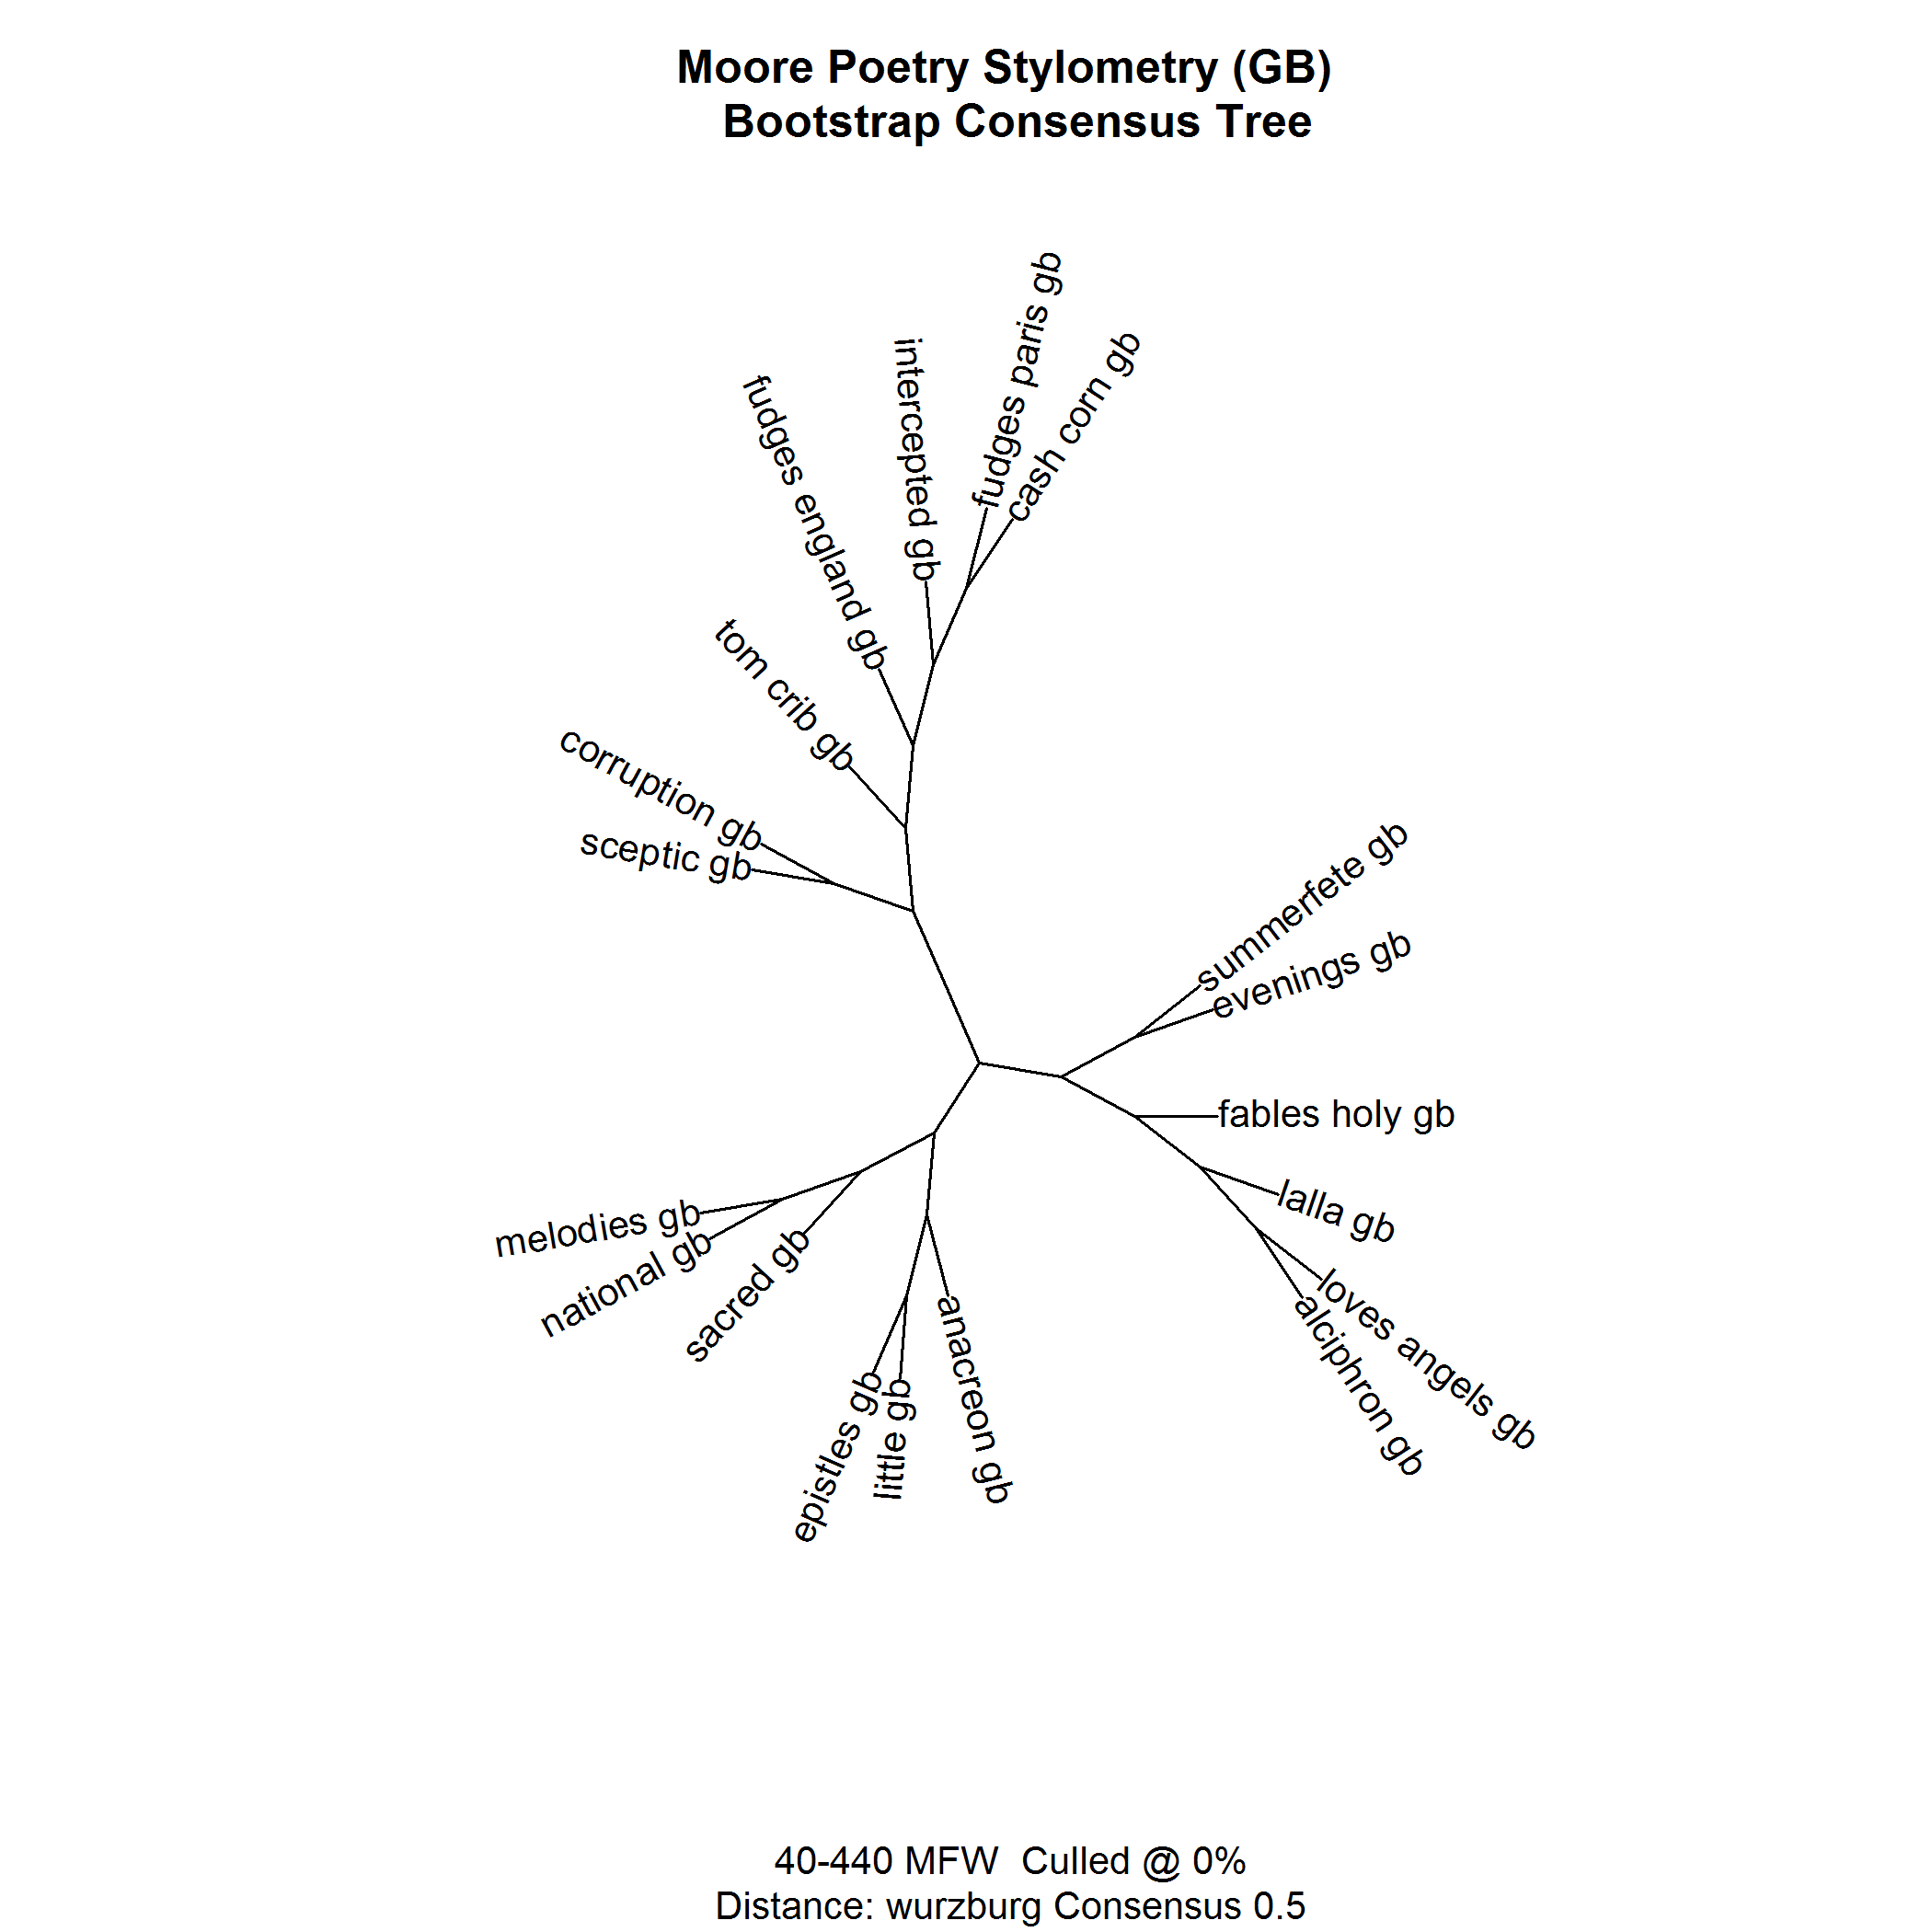 Moore Poetry Stylometry (GB)
Bootstrap Consensus Tree
fudges paris gb
cash corn gb
intercepted gb
fudges england gb
tom crib gb
corruption gb
sceptic gb
summerfete gb
evenings gb
fables holy gb
lalla gb
loves angels gb
alciphron gb
melodies gb
national gb
sacred gb
epistles gb
little gb
anacreon gb
40-440 MFW  Culled @ 0%
Distance: wurzburg Consensus 0.5